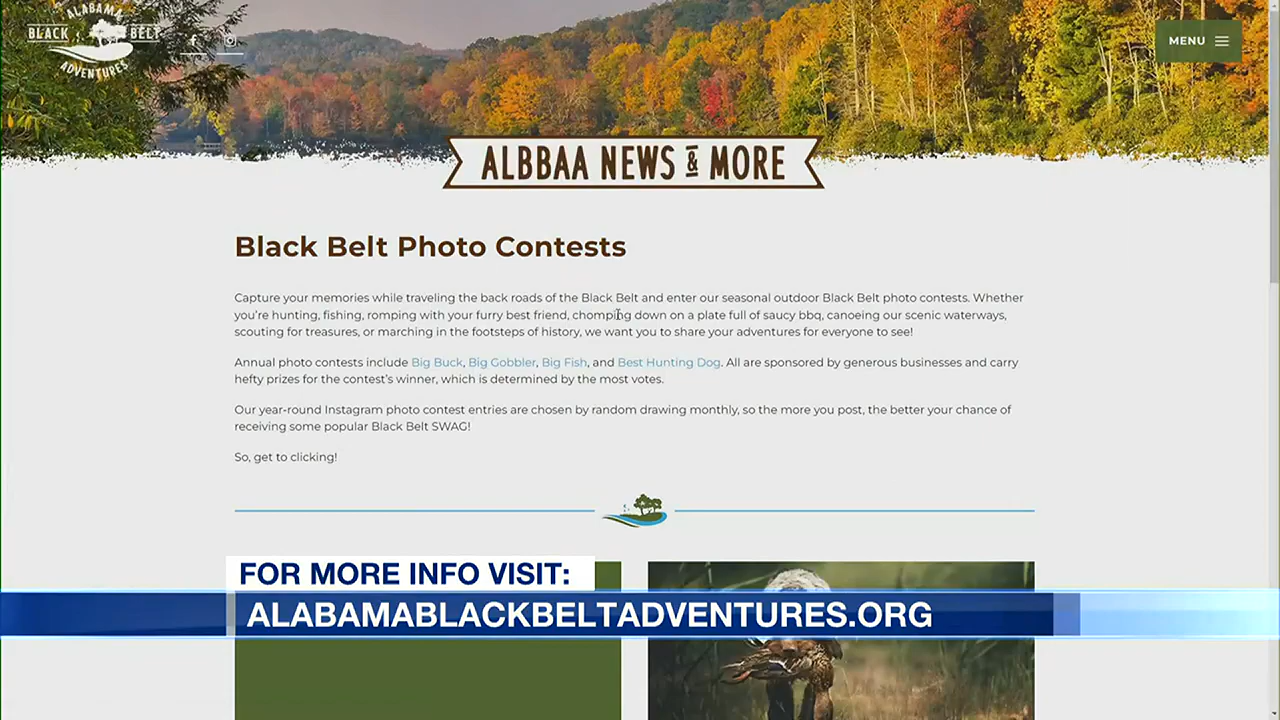 ALABAMA
BLACK BELT
ADVENTURES
MENU
ALBBAA NEWS & MORE
Black Belt Photo Contests
Capture your memories while traveling the back roads of the Black Belt and enter our seasonal outdoor Black Belt photo contests. Whether
you're hunting, fishing, romping with your furry best friend, chomping down on a plate full of saucy bbq, canoeing our scenic waterways,
scouting for treasures, or marching in the footsteps of history, we want you to share your adventures for everyone to see!
Annual photo contests include Big Buck, Big Gobbler, Big Fish, and Best Hunting Dog. All are sponsored by generous businesses and carry
hefty prizes for the contest's winner, which is determined by the most votes.
Our year-round Instagram photo contest entries are chosen by random drawing monthly, so the more you post, the better your chance of
receiving some popular Black Belt SWAG!
So, get to clicking!
FOR MORE INFO VISIT:
ALABAMABLACKBELTADVENTURES.ORG